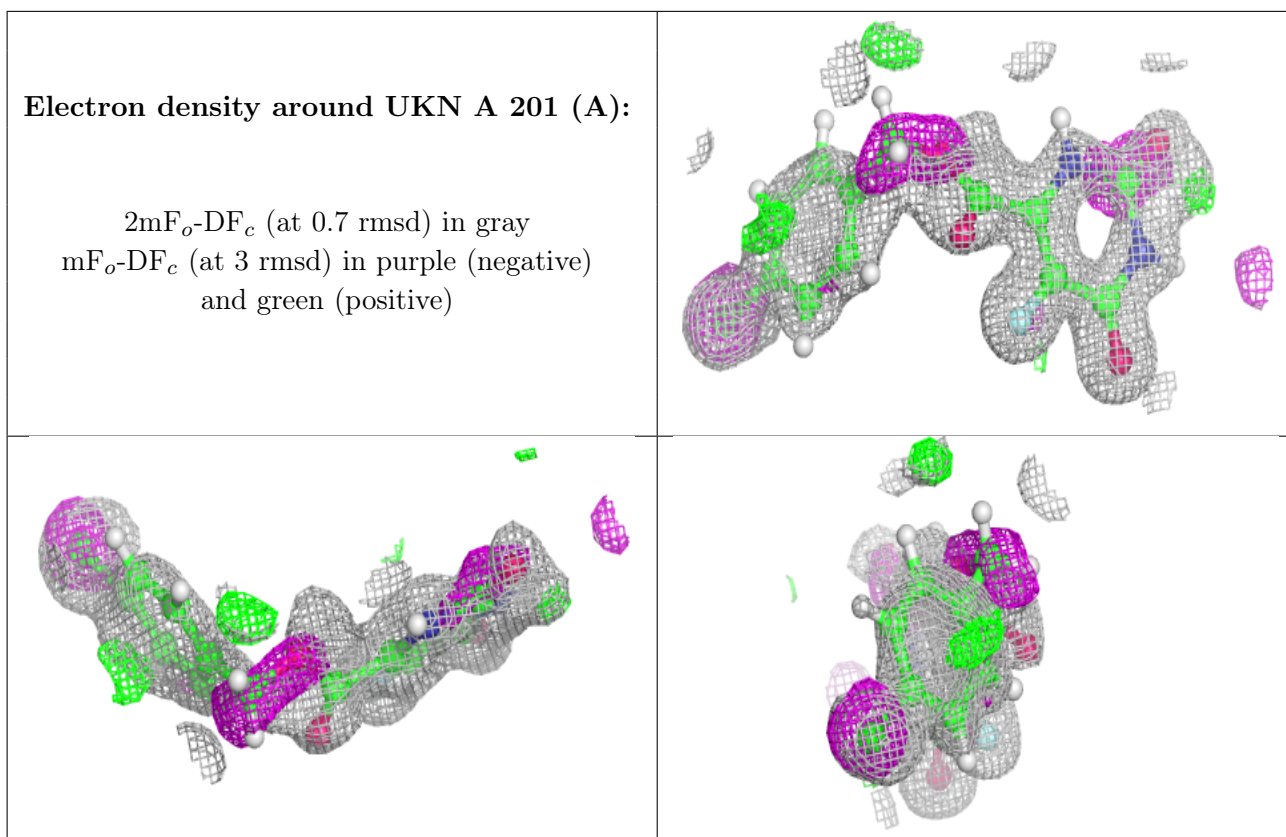 Electron density around UKN A 201 (A):
2mFo-DFc (at 0.7 rmsd) in gray
mFo-DFc (at 3 rmsd) in purple (negative)
and green (positive)